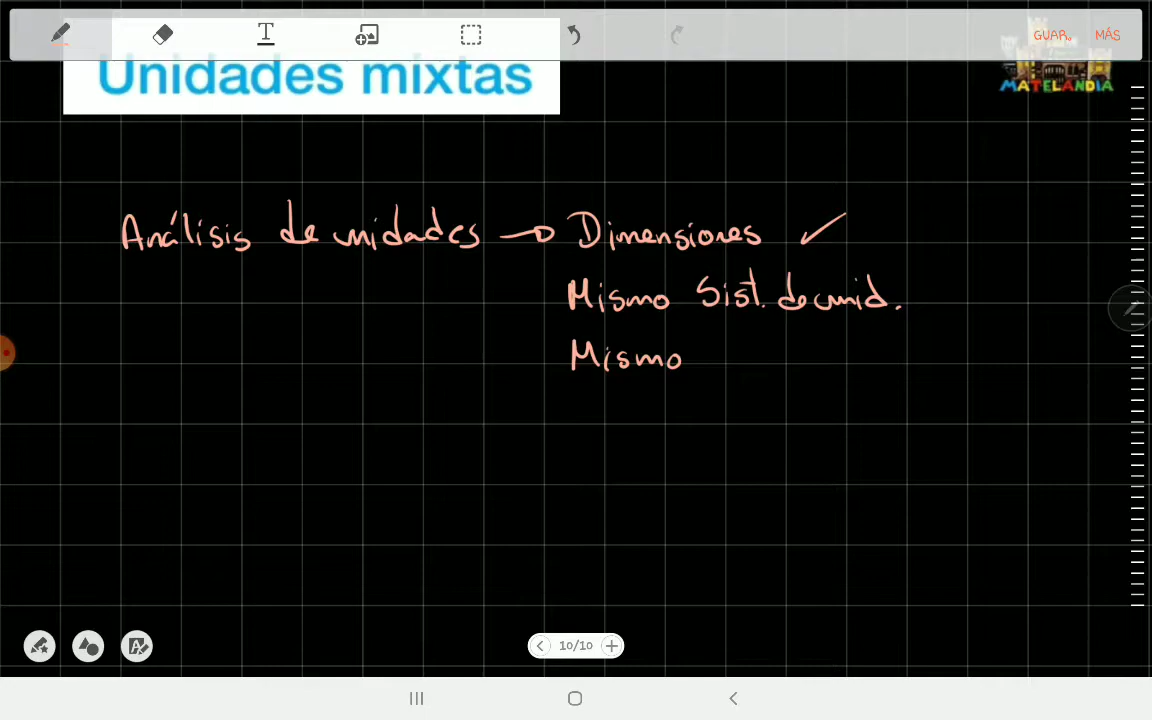 T
GUAR. MÁS
Unidades mixtas
MATELANDIA
Análisis de unidades → Dimensiones ✓
Mismo Sist. de unid.
Mismo
10/10